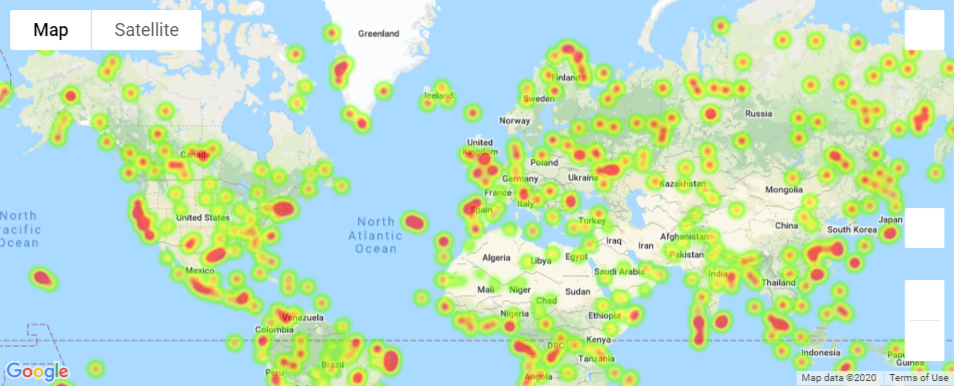 Map
Satellite
Greenland
Iceland
Finland
Sweden
Norway
Russia
United
Kingdom
Canada
Poland
Germany
Ukraine
Kazakhstan
Mongolia
France
Italy
Spain
United States
North
Pacific
Ocean
North
Atlantic
Ocean
Turkey
China
Japan
South Korea
Iraq
Iran
Afghanistan
Pakistan
Algeria
Libya
Egypt
Saudi Arabia
India
Mexico
Mali
Niger
Sudan
Chad
Thailand
Nigeria
Ethiopia
Venezuela
Colombia
Kenya
DRC
Tanzania
Indonesia
Papua
Guinea
Peru
Brazil
Angola
Google
Map data ©2020
Terms of Use